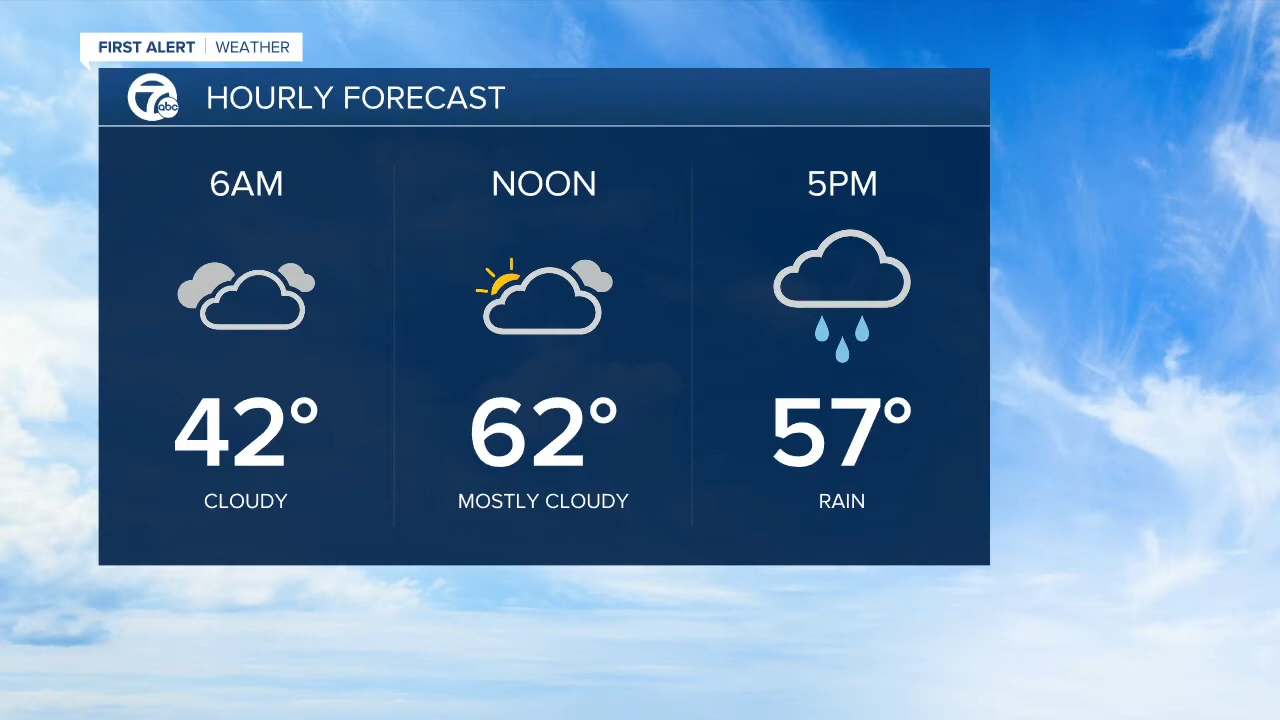 FIRST ALERT | WEATHER
7 abc HOURLY FORECAST
6AM
NOON
5PM
42°
62°
57°
CLOUDY
MOSTLY CLOUDY
RAIN